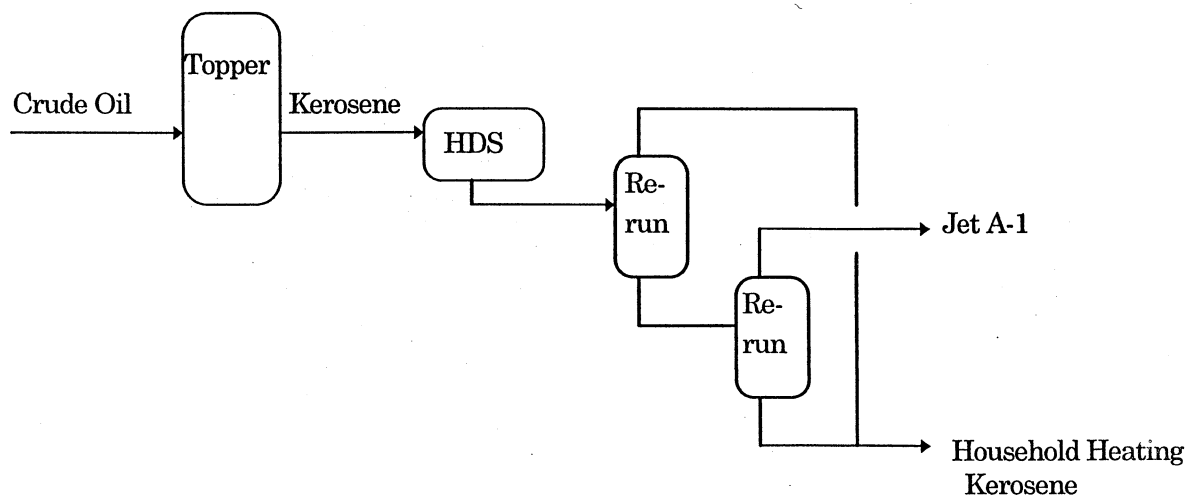 Topper
Crude Oil
Kerosene
HDS
Re-
run
Jet A-1
Re-
run
Household Heating
Kerosene